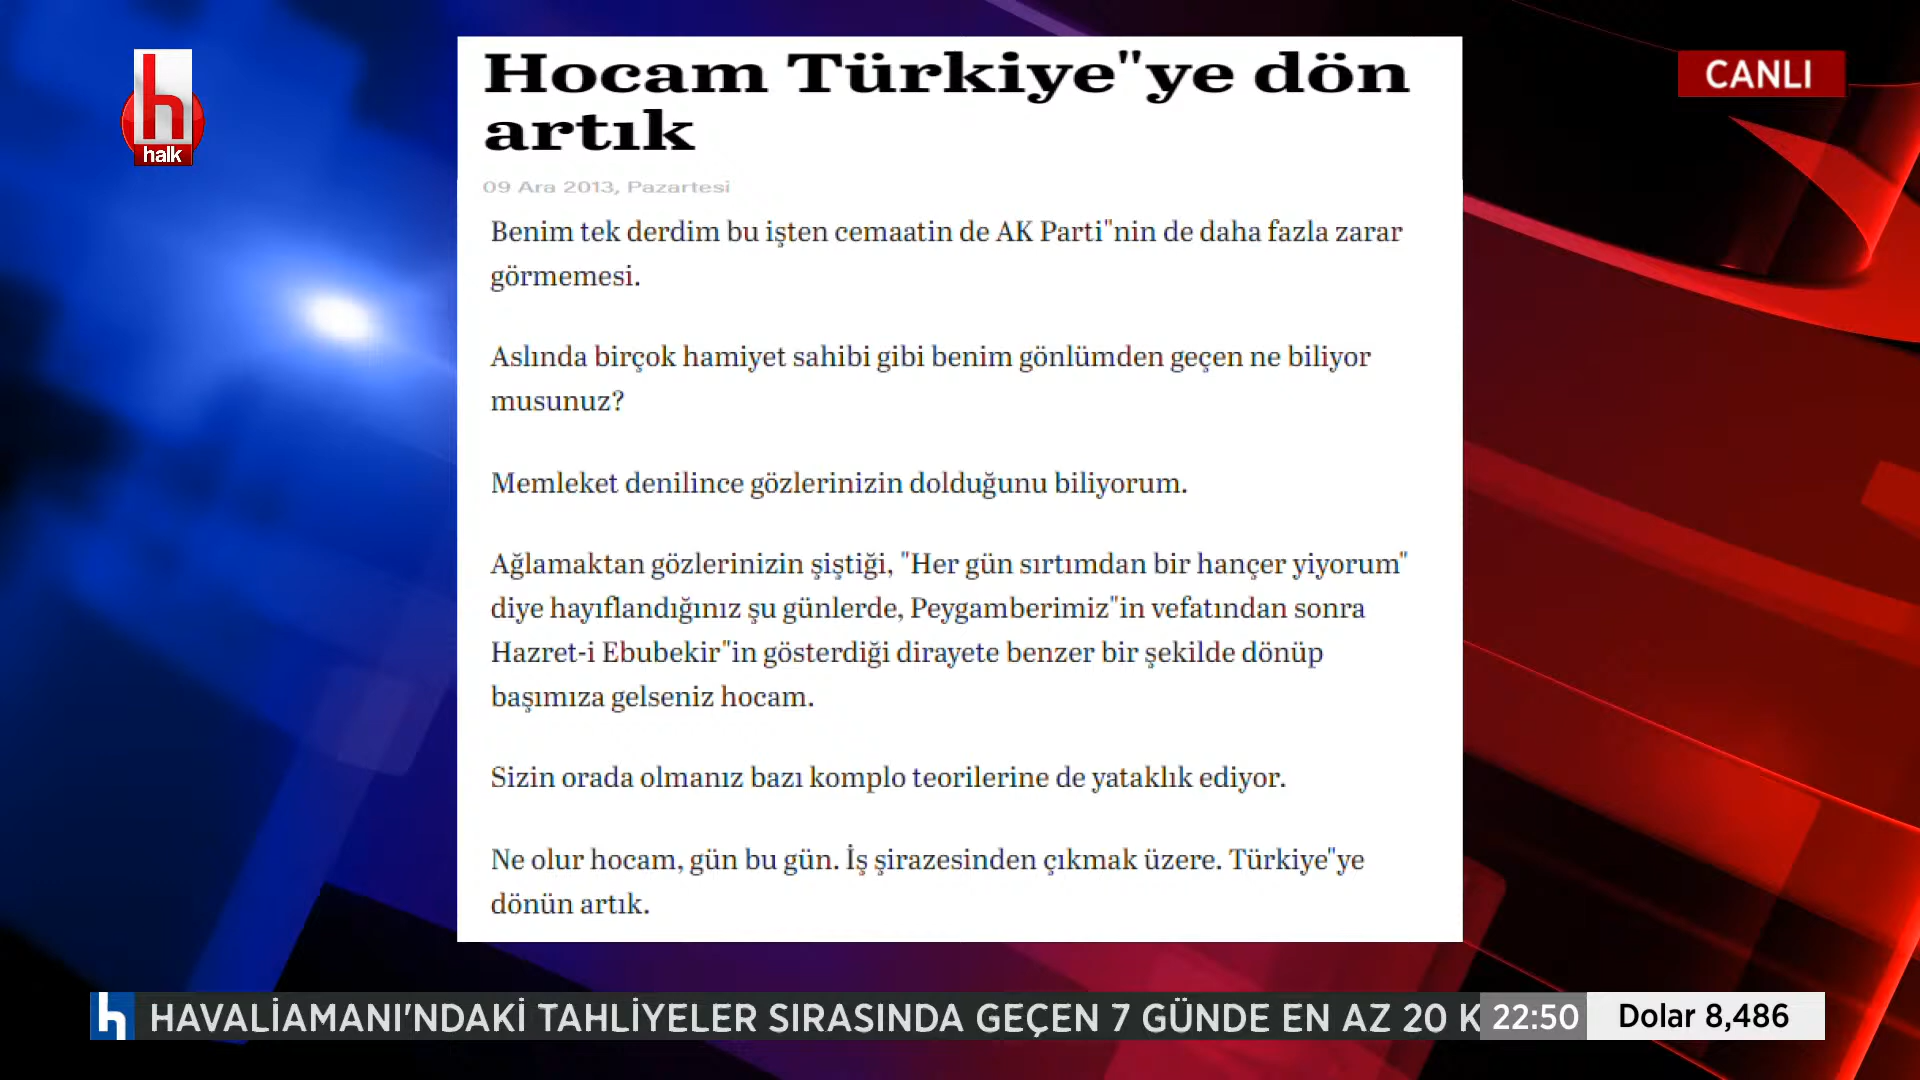 h
halk
CANLI
Hocam Türkiye"ye dön
artık
09 Ara 2013, Pazartesi
Benim tek derdim bu işten cemaatin de AK Parti"nin de daha fazla zarar
görmemesi.
Aslında birçok hamiyet sahibi gibi benim gönlümden geçen ne biliyor
musunuz?
Memleket denilince gözlerinizin dolduğunu biliyorum.
Ağlamaktan gözlerinizin şiştiği, "Her gün sırtımdan bir hançer yiyorum"
diye hayıflandığınız şu günlerde, Peygamberimiz"in vefatından sonra
Hazret-i Ebubekir"in gösterdiği dirayete benzer bir şekilde dönüp
başımıza gelseniz hocam.
Sizin orada olmanız bazı komplo teorilerine de yataklık ediyor.
Ne olur hocam, gün bu gün. İş şirazesinden çıkmak üzere. Türkiye"ye
dönün artık.
h HAVALİAMANI'NDAKİ TAHLİYELER SIRASINDA GEÇEN 7 GÜNDE EN AZ 20 K 22:50 Dolar 8,486